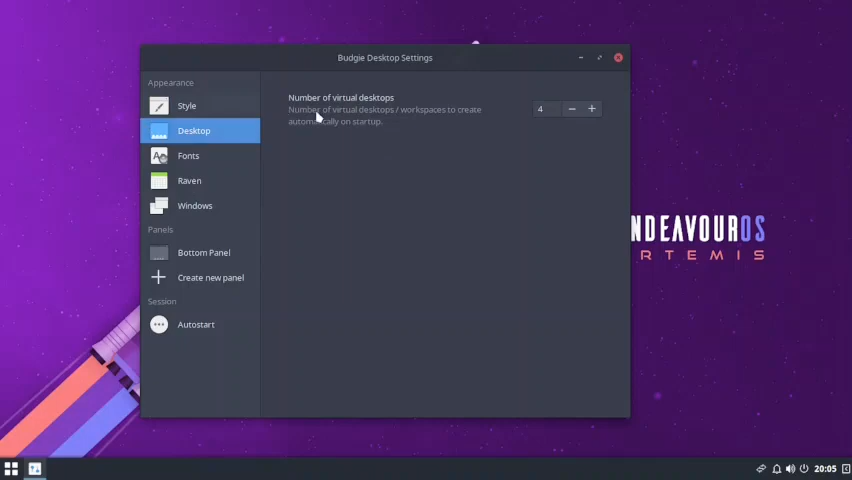 Budgie Desktop Settings
Appearance
Style
Desktop
Fonts
Raven
Windows
Panels
Bottom Panel
Create new panel
Session
Autostart
Number of virtual desktops
Number of virtual desktops / workspaces to create
automatically on startup.
4
NDEAVOUROS
RTEMIS
20:05